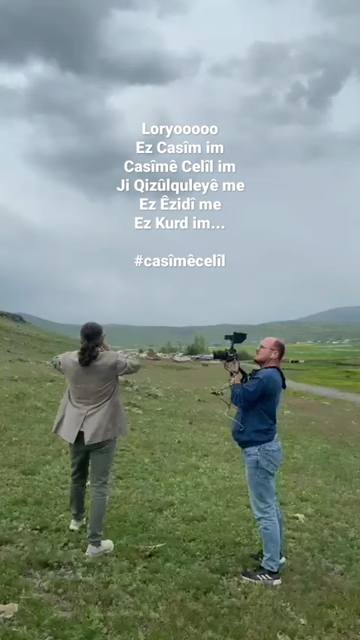 Loryooooo
Ez Casîm im
Casîmê Celîl im
Ji Qizûlquleyê me
Ez Êzidî me
Ez Kurd im...
#casîmêcelîl